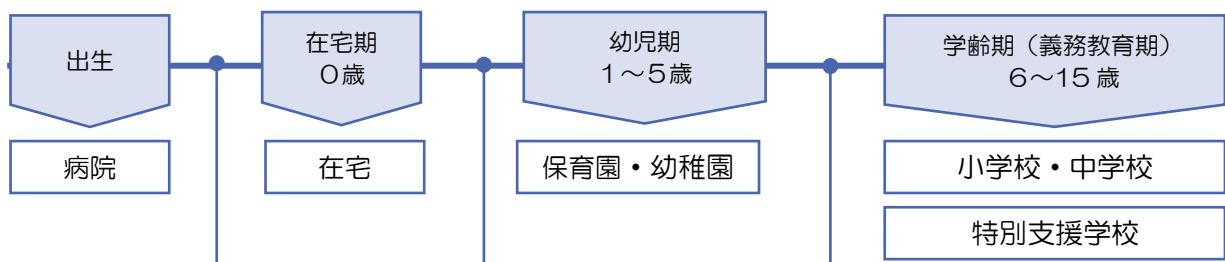 出生
在宅期
0歳
幼児期
1～5歳
学齢期（義務教育期）
6～15歳
病院
在宅
保育園・幼稚園
小学校・中学校
特別支援学校